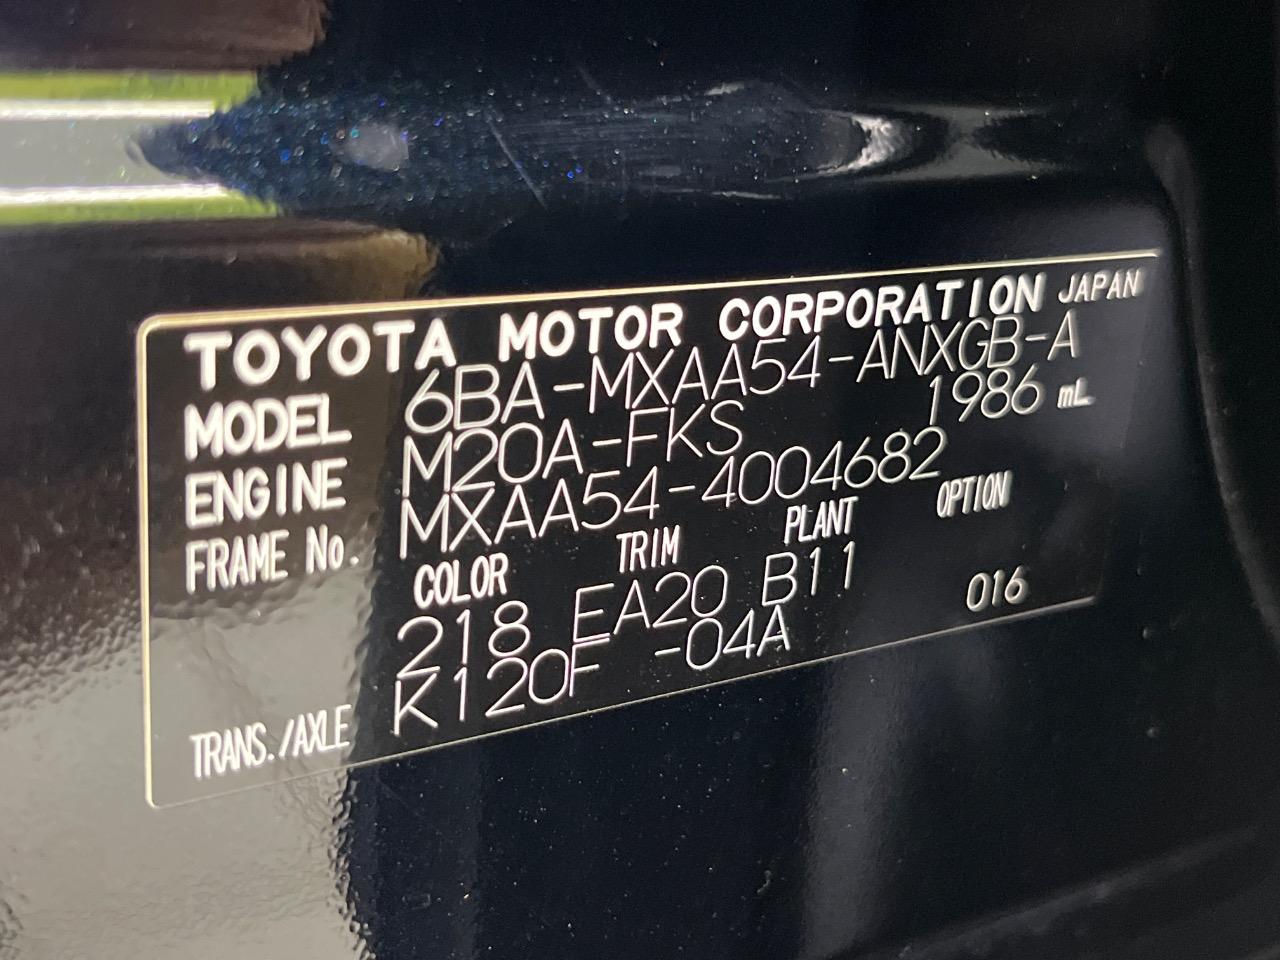 TOYOTA MOTOR CORPORATION JAPAN
MODEL 6BA-MXAA54-ANXGB-A
ENGINE M20A-FKS 1986 mL
FRAME No. MXAA54-4004682
COLOR TRIM PLANT OPTION
218 EA20 B11 016
TRANS./AXLE K120F -04A